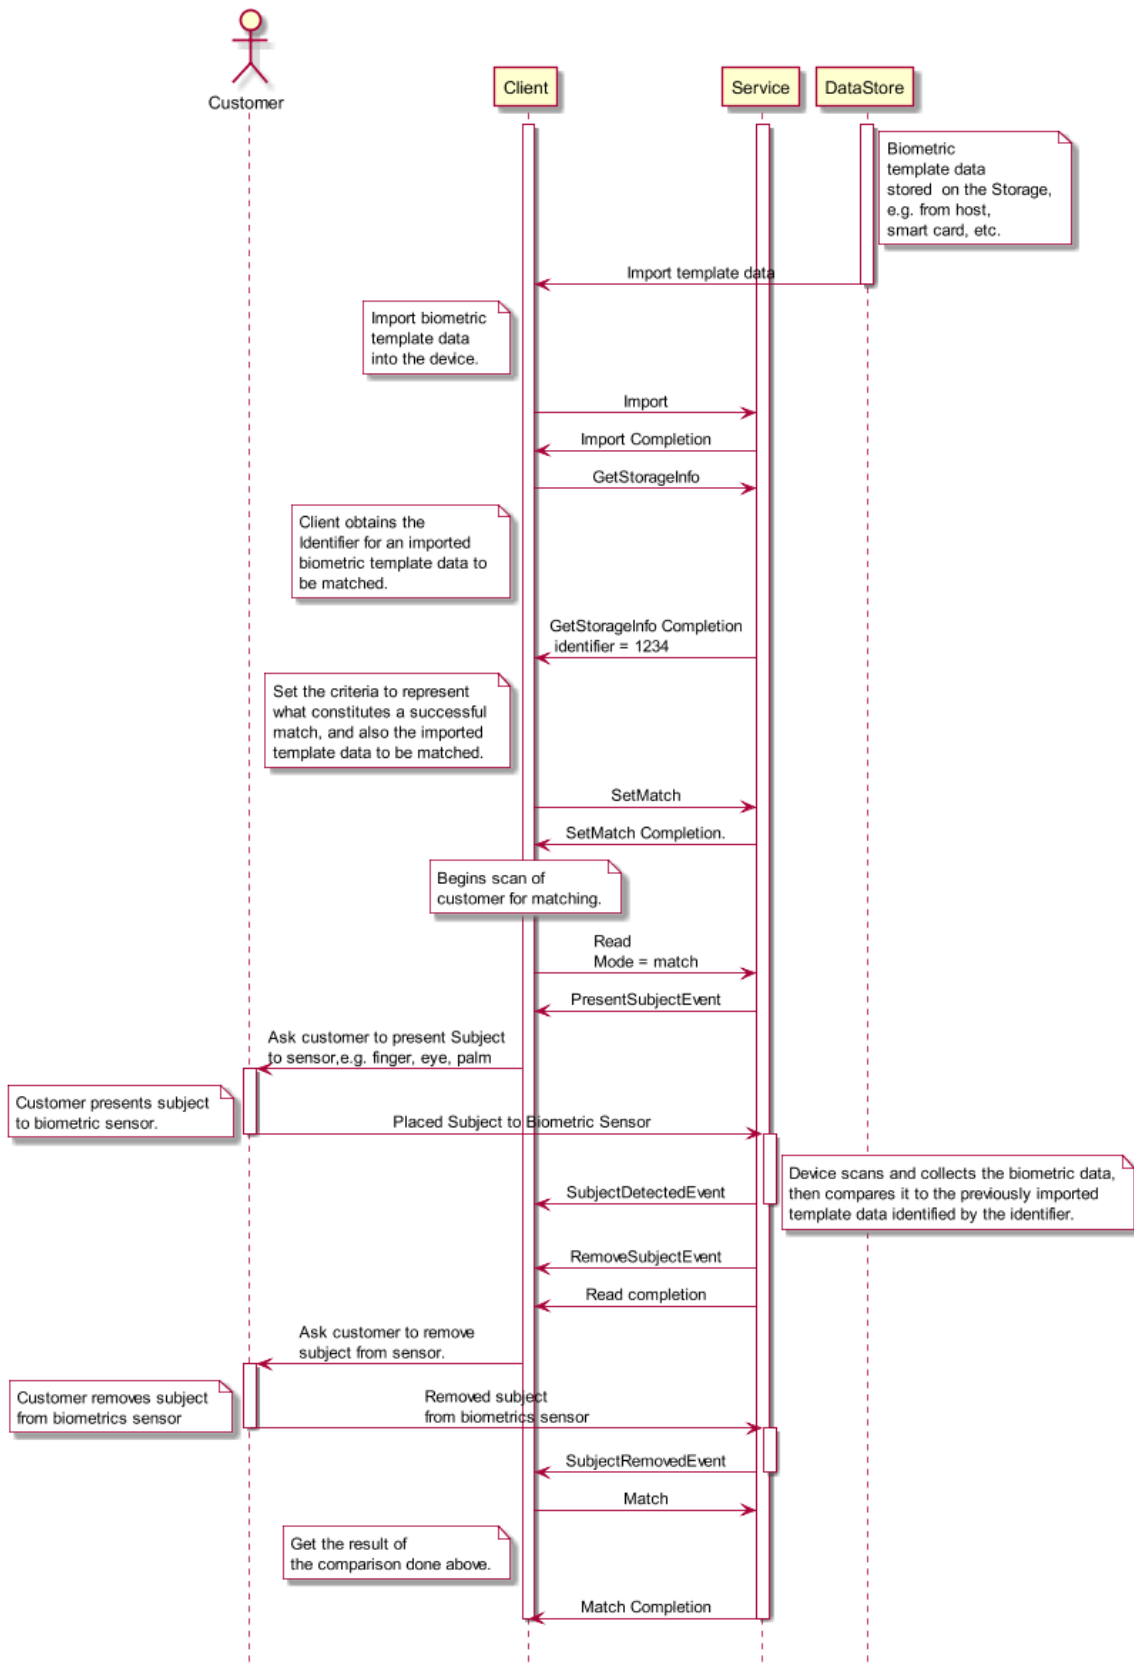 Customer
Client
Service
DataStore
Biometric
template data
stored  on the Storage,
e.g. from host,
smart card, etc.
Import template data
Import biometric
template data
into the device.
Import
Import Completion
GetStorageInfo
Client obtains the
Identifier for an imported
biometric template data to
be matched.
GetStorageInfo Completion
identifier = 1234
Set the criteria to represent
what constitutes a successful
match, and also the imported
template data to be matched.
SetMatch
SetMatch Completion.
Begins scan of
customer for matching.
Read
Mode = match
PresentSubjectEvent
Ask customer to present Subject
to sensor,e.g. finger, eye, palm
Customer presents subject
to biometric sensor.
Placed Subject to Biometric Sensor
Device scans and collects the biometric data,
then compares it to the previously imported
template data identified by the identifier.
SubjectDetectedEvent
RemoveSubjectEvent
Read completion
Ask customer to remove
subject from sensor.
Customer removes subject
from biometrics sensor
Removed subject
from biometrics sensor
SubjectRemovedEvent
Match
Get the result of
the comparison done above.
Match Completion